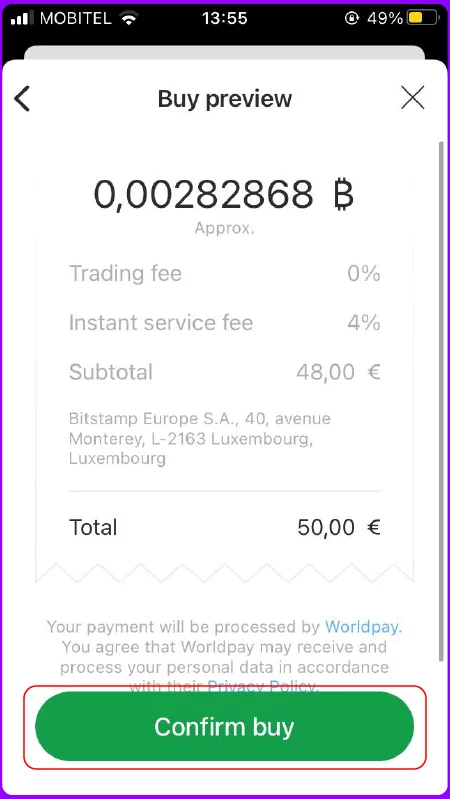 MOBITEL 13:55 49%
Buy preview
0,00282868 ₿
Approx.
Trading fee 0%
Instant service fee 4%
Subtotal 48,00 €
Bitstamp Europe S.A., 40, avenue
Monterey, L-2163 Luxembourg,
Luxembourg
Total 50,00 €
Your payment will be processed by Worldpay.
You agree that Worldpay may receive and
process your personal data in accordance
with their Privacy Policy.
Confirm buy